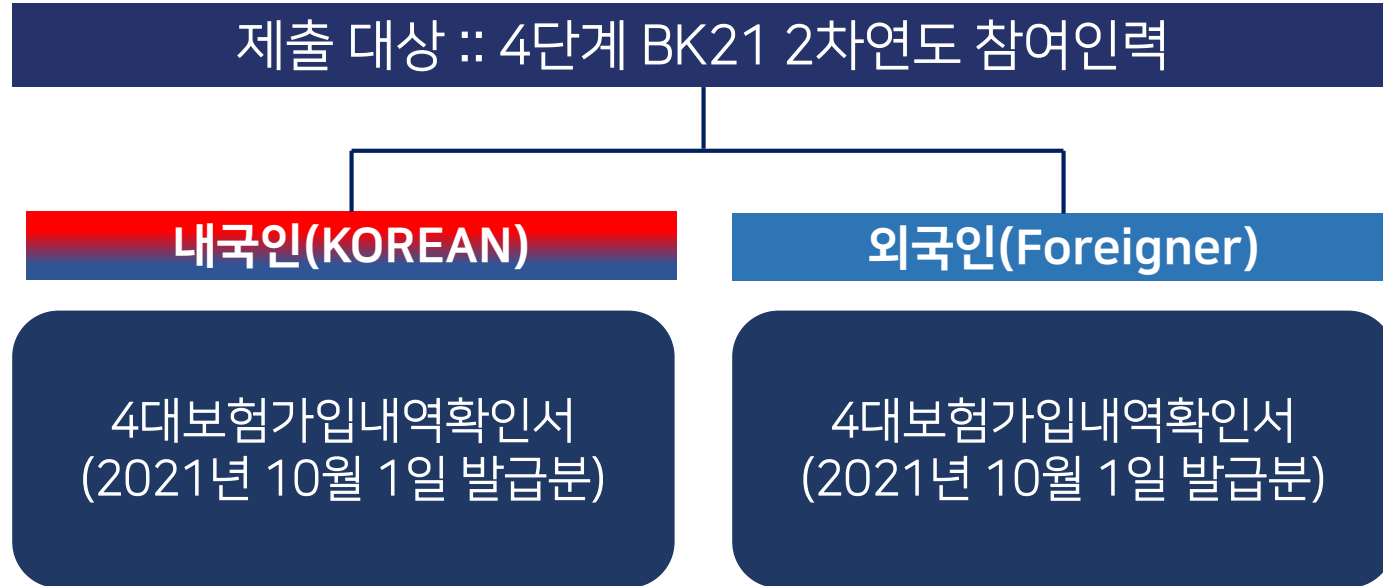 제출 대상 :: 4단계 BK21 2차연도 참여인력
내국인(KOREAN)
4대보험가입내역확인서
(2021년 10월 1일 발급분)
외국인(Foreigner)
4대보험가입내역확인서
(2021년 10월 1일 발급분)